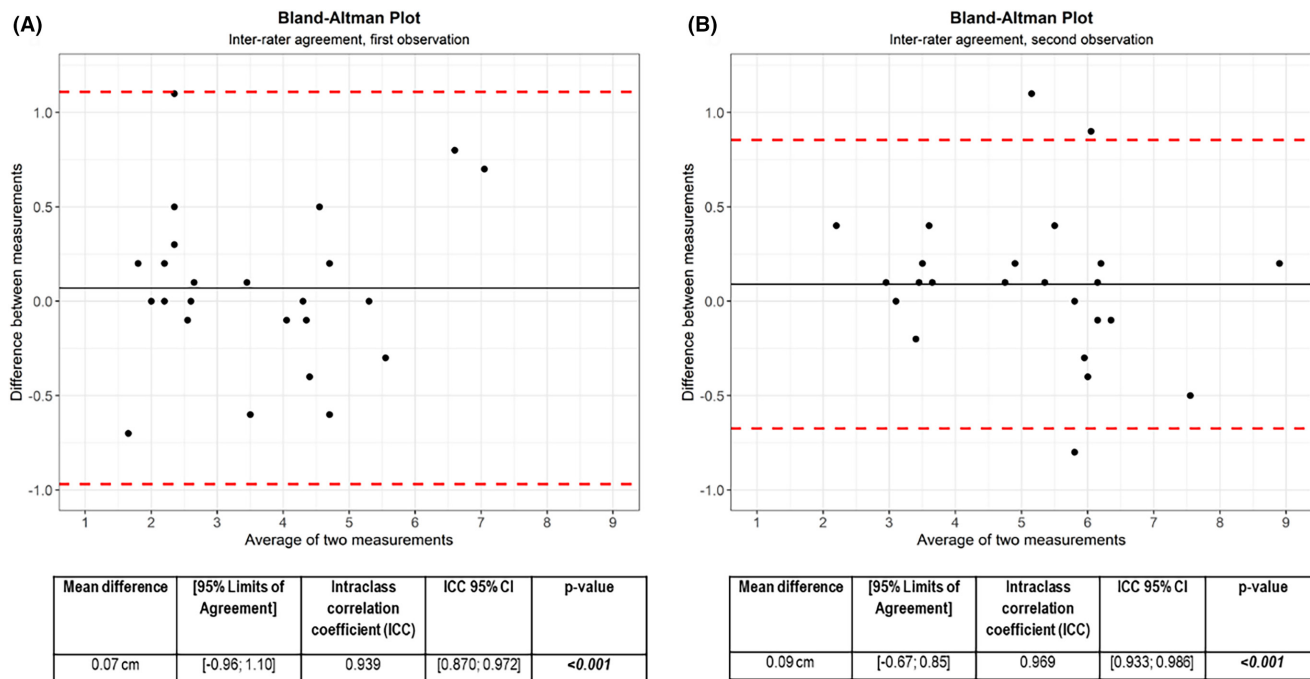 (A)
Bland-Altman Plot
Inter-rater agreement, first observation
Difference between measurements
1.0
0.5
0.0
-0.5
-1.0
1 2 3 4 5 6 7 8 9
Average of two measurements
Mean difference [95% Limits of Agreement] Intraclass correlation coefficient (ICC) ICC 95% CI p-value
0.07 cm [-0.96; 1.10] 0.939 [0.870; 0.972] <0.001
(B)
Bland-Altman Plot
Inter-rater agreement, second observation
Difference between measurements
1.0
0.5
0.0
-0.5
-1.0
1 2 3 4 5 6 7 8 9
Average of two measurements
Mean difference [95% Limits of Agreement] Intraclass correlation coefficient (ICC) ICC 95% CI p-value
0.09 cm [-0.67; 0.85] 0.969 [0.933; 0.986] <0.001